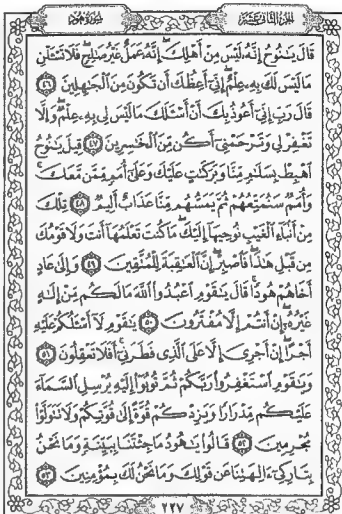 الجزء الثاني عشر
سورة هود
قَالَ يَٰنُوحُ إِنَّهُۥ لَيْسَ مِنْ أَهْلِكَ ۖ إِنَّهُۥ عَمَلٌ غَيْرُ صَٰلِحٍ ۖ فَلَا تَسْـَٔلْنِ
مَا لَيْسَ لَكَ بِهِۦ عِلْمٌ ۖ إِنِّىٓ أَعِظُكَ أَن تَكُونَ مِنَ ٱلْجَٰهِلِينَ ٤٦
قَالَ رَبِّ إِنِّىٓ أَعُوذُ بِكَ أَنْ أَسْـَٔلَكَ مَا لَيْسَ لِى بِهِۦ عِلْمٌ ۖ وَإِلَّا
تَغْفِرْ لِى وَتَرْحَمْنِىٓ أَكُن مِّنَ ٱلْخَٰسِرِينَ ٤٧ قِيلَ يَٰنُوحُ
ٱهْبِطْ بِسَلَٰمٍ مِّنَّا وَبَرَكَٰتٍ عَلَيْكَ وَعَلَىٰٓ أُمَمٍ مِّمَّن مَّعَكَ ۚ
وَأُمَمٌ سَنُمَتِّعُهُمْ ثُمَّ يَمَسُّهُم مِّنَّا عَذَابٌ أَلِيمٌ ٤٨ تِلْكَ
مِنْ أَنۢبَآءِ ٱلْغَيْبِ نُوحِيهَآ إِلَيْكَ ۖ مَا كُنتَ تَعْلَمُهَآ أَنتَ وَلَا قَوْمُكَ
مِن قَبْلِ هَٰذَا ۖ فَٱصْبِرْ ۖ إِنَّ ٱلْعَٰقِبَةَ لِلْمُتَّقِينَ ٤٩ وَإِلَىٰ عَادٍ
أَخَاهُمْ هُودًا ۚ قَالَ يَٰقَوْمِ ٱعْبُدُوا۟ ٱللَّهَ مَا لَكُم مِّنْ إِلَٰهٍ
غَيْرُهُۥٓ ۖ إِنْ أَنتُمْ إِلَّا مُفْتَرُونَ ٥٠ يَٰقَوْمِ لَآ أَسْـَٔلُكُمْ عَلَيْهِ
أَجْرًا ۖ إِنْ أَجْرِىَ إِلَّا عَلَى ٱلَّذِى فَطَرَنِىٓ ۚ أَفَلَا تَعْقِلُونَ ٥١
وَيَٰقَوْمِ ٱسْتَغْفِرُوا۟ رَبَّكُمْ ثُمَّ تُوبُوٓا۟ إِلَيْهِ يُرْسِلِ ٱلسَّمَآءَ
عَلَيْكُم مِّدْرَارًا وَيَزِدْكُمْ قُوَّةً إِلَىٰ قُوَّتِكُمْ وَلَا تَتَوَلَّوْا۟
مُجْرِمِينَ ٥٢ قَالُوا۟ يَٰهُودُ مَا جِئْتَنَا بِبَيِّنَةٍ وَمَا نَحْنُ
بِتَارِكِىٓ ءَالِهَتِنَا عَن قَوْلِكَ وَمَا نَحْنُ لَكَ بِمُؤْمِنِينَ ٥٣
٢٢٧